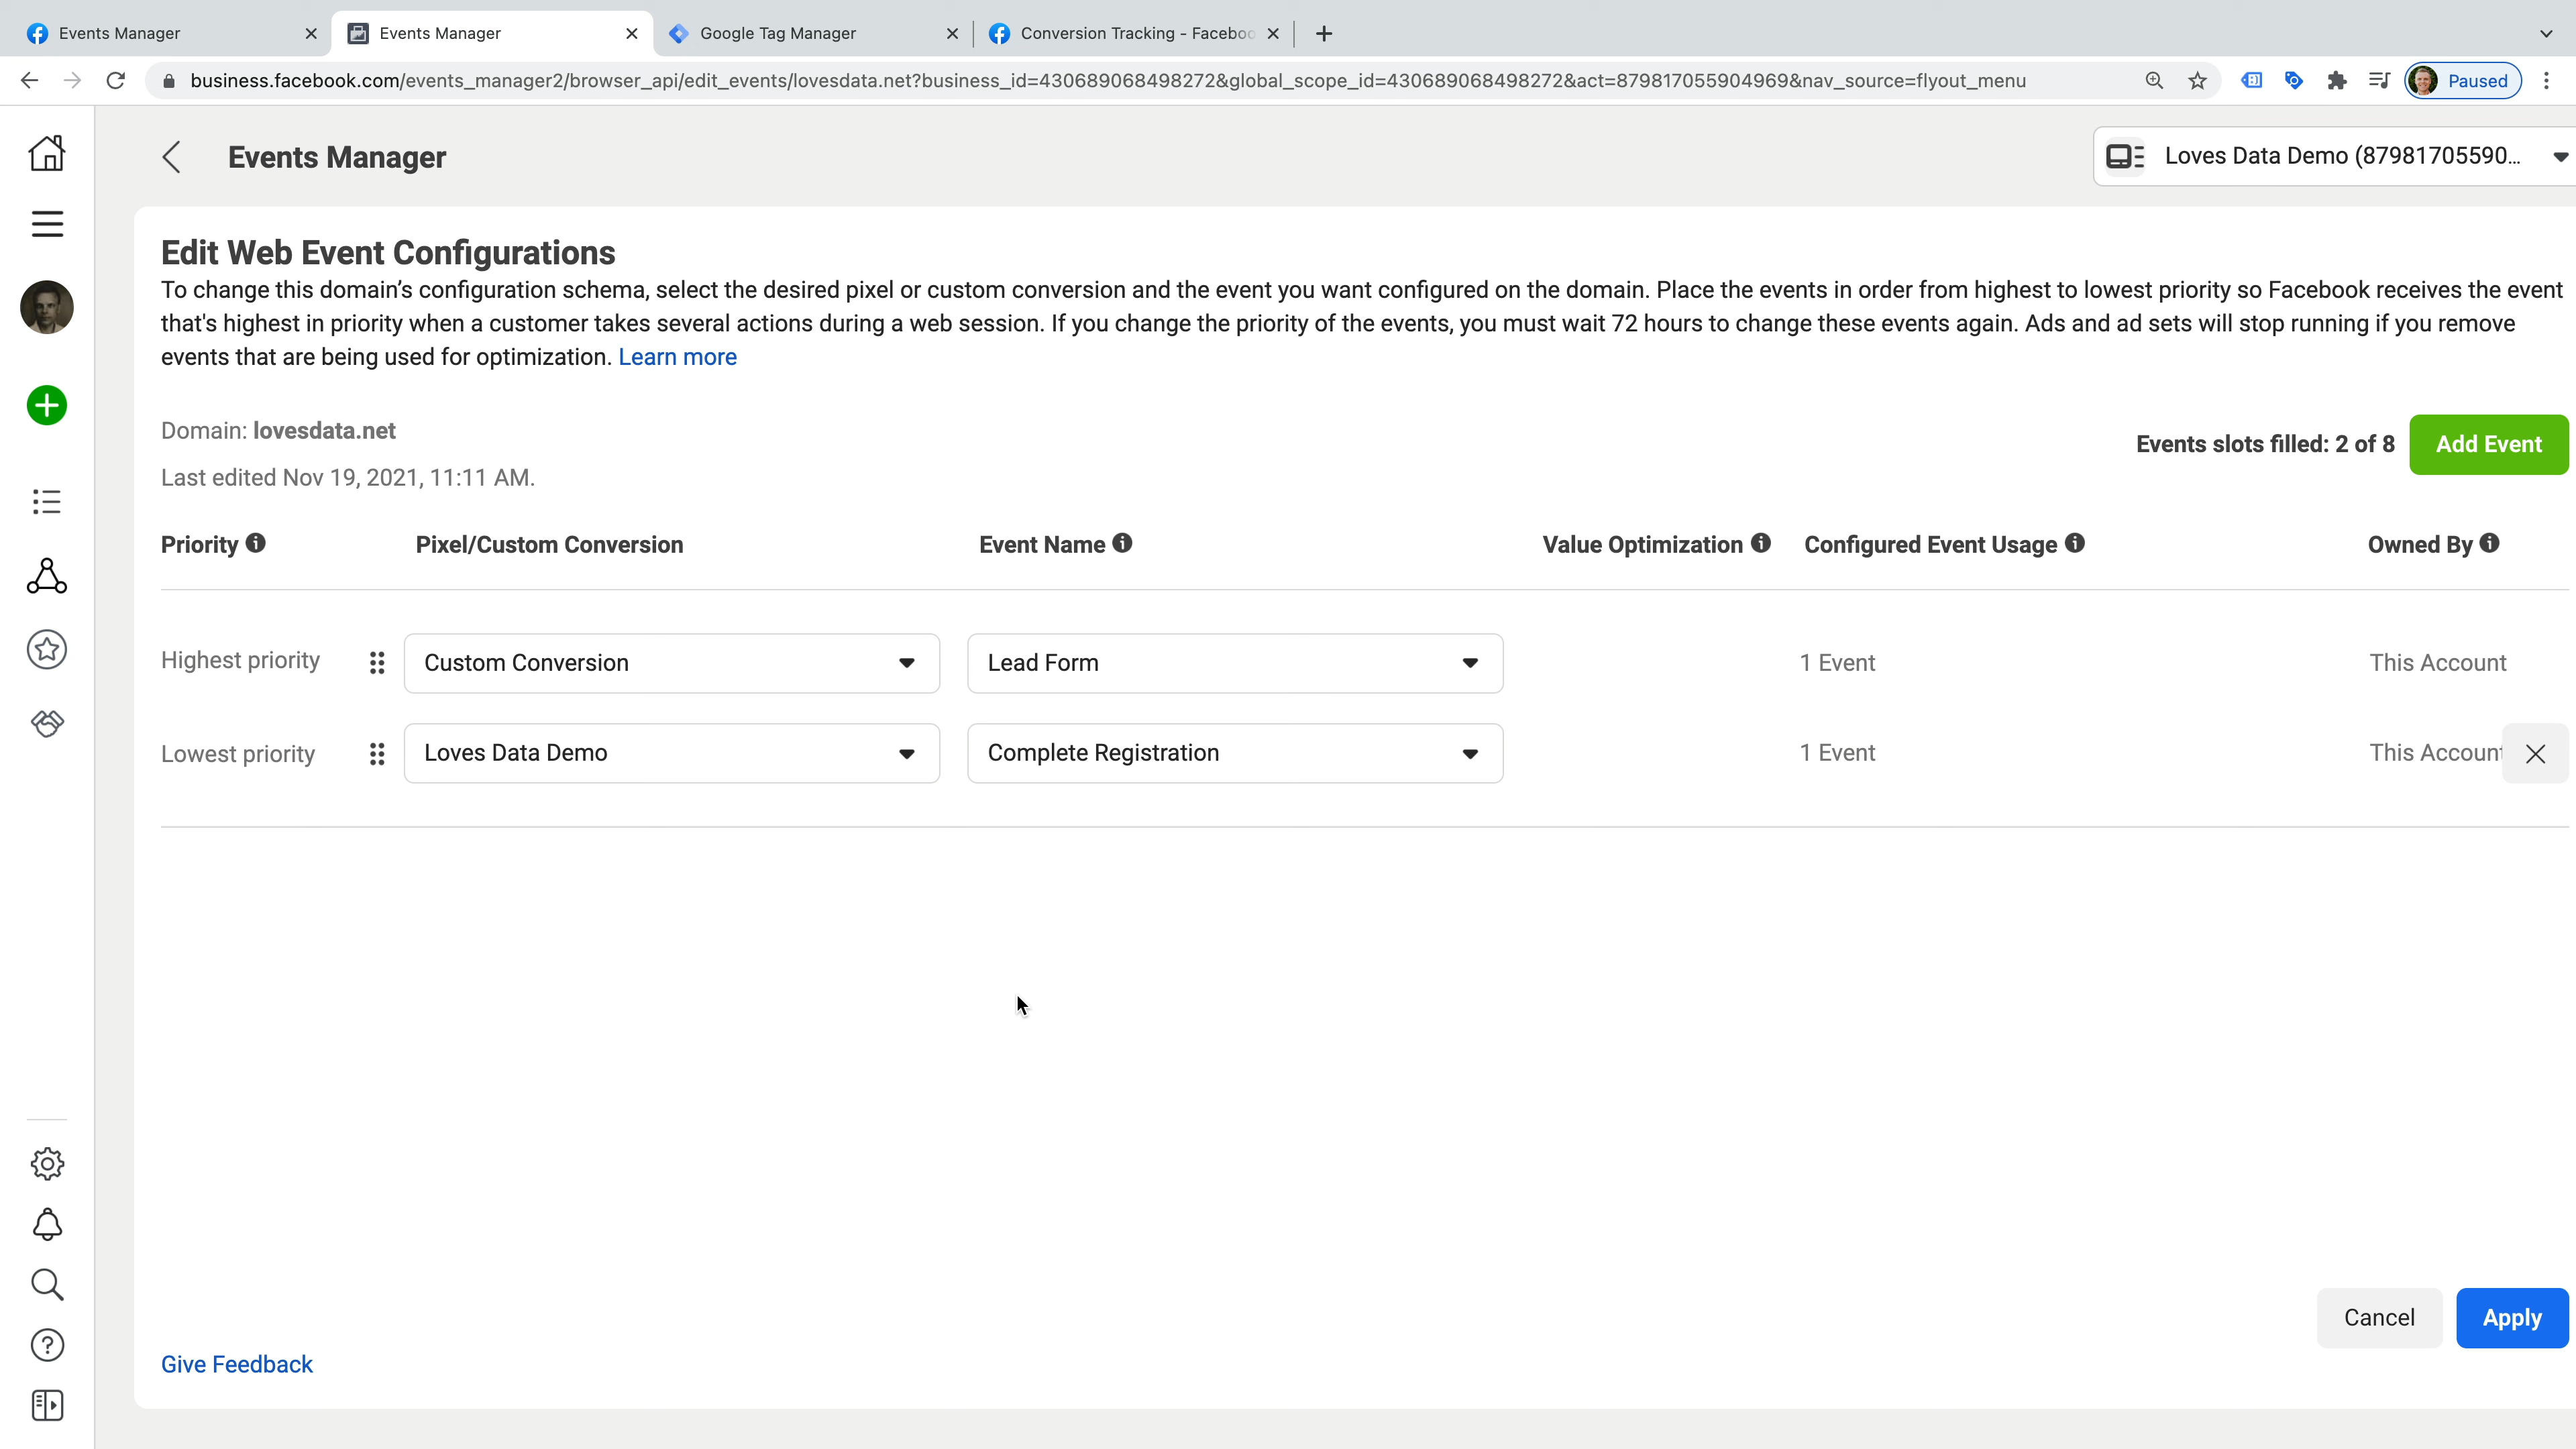 Events Manager
Events Manager
Google Tag Manager
Conversion Tracking - Faceboo
business.facebook.com/events_manager2/browser_api/edit_events/lovesdata.net?business_id=430689068498272&global_scope_id=430689068498272&act=879817055904969&nav_source=flyout_menu
Paused
Events Manager
Loves Data Demo (87981705590...
Edit Web Event Configurations
To change this domain's configuration schema, select the desired pixel or custom conversion and the event you want configured on the domain. Place the events in order from highest to lowest priority so Facebook receives the event
that's highest in priority when a customer takes several actions during a web session. If you change the priority of the events, you must wait 72 hours to change these events again. Ads and ad sets will stop running if you remove
events that are being used for optimization. Learn more
Domain: lovesdata.net
Last edited Nov 19, 2021, 11:11 AM.
Events slots filled: 2 of 8
Add Event
Priority
Pixel/Custom Conversion
Event Name
Value Optimization
Configured Event Usage
Owned By
Highest priority
Custom Conversion
Lead Form
1 Event
This Account
Lowest priority
Loves Data Demo
Complete Registration
1 Event
This Account
Cancel
Apply
Give Feedback